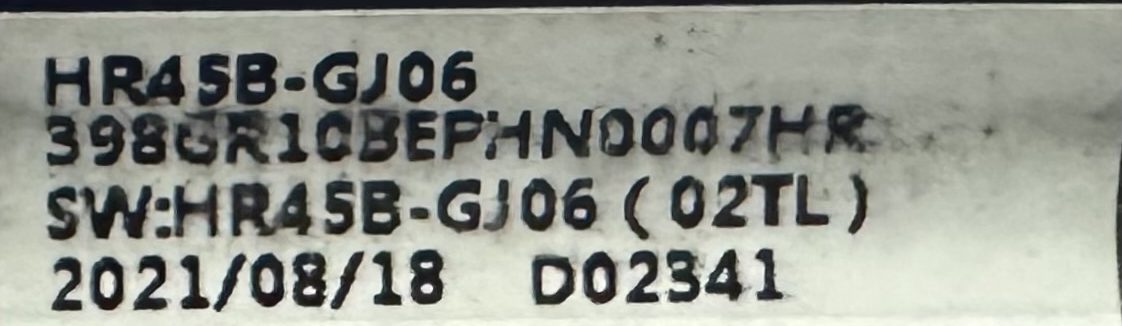 HR45B-GJ06
398GR10BEPHN0007HR
SW:HR45B-GJ06 (02TL)
2021/08/18 D02341